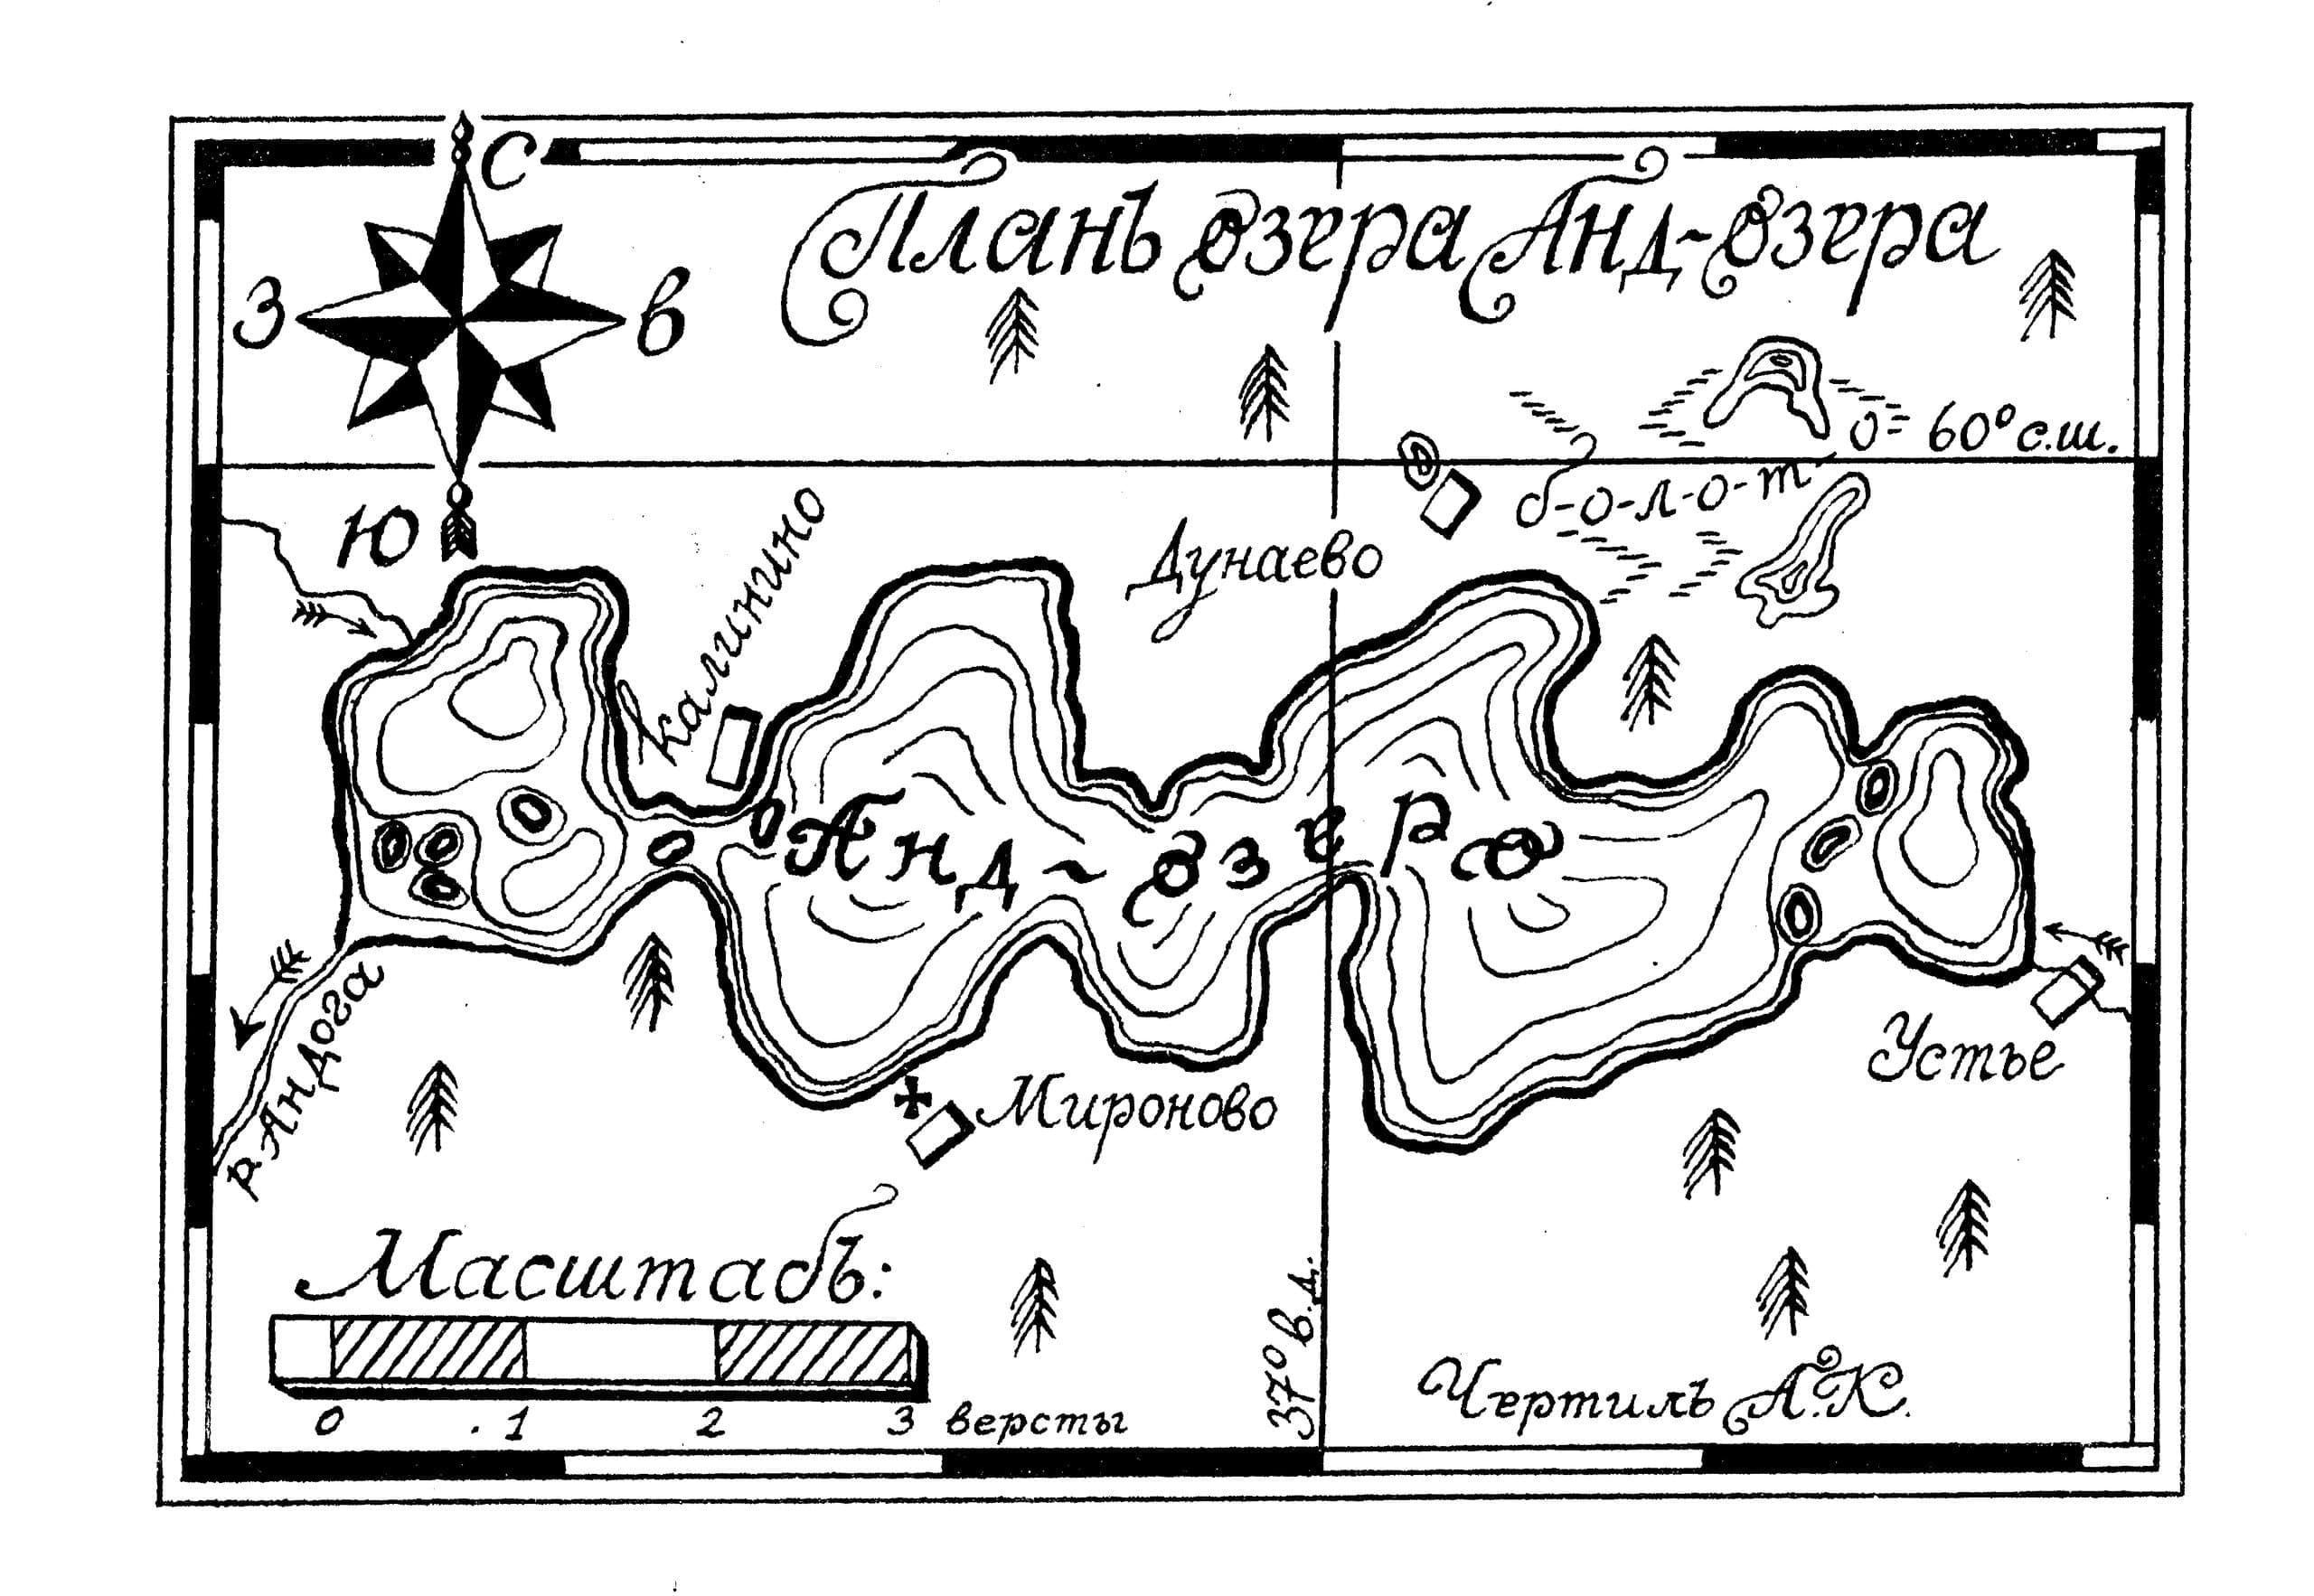 С
Планъ озера Анд-озера
З
В
60° с.ш.
Ю
б-о-л-о-т-о
Калинино
Дунаево
Анд-озеро
р. Андога
Устье
Мироново
Масштабъ:
0 1 2 3 версты
37° в.д.
Чертилъ А.К.